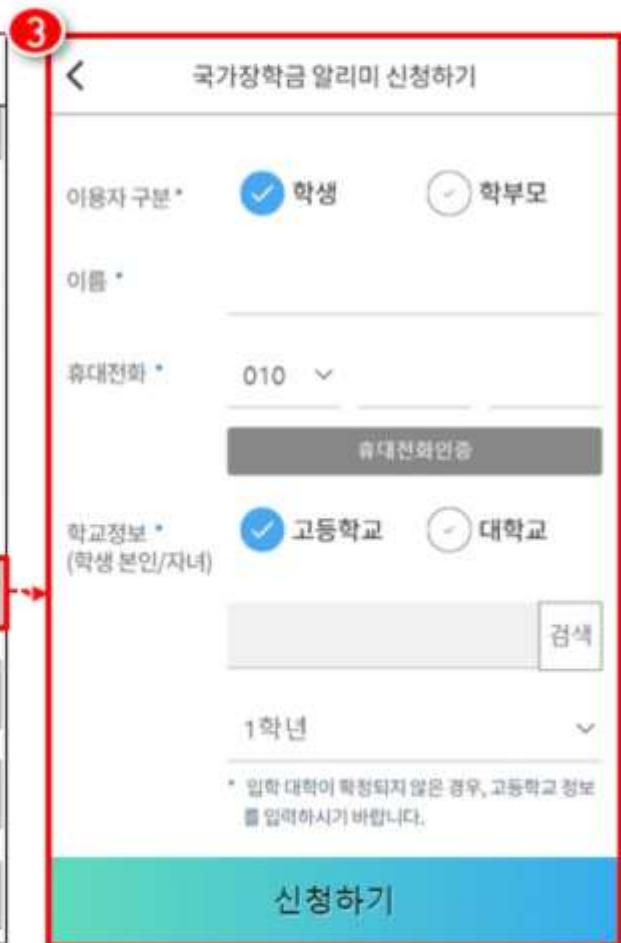 3
국가장학금 알리미 신청하기
이용자 구분 * 학생 학부모
이름 *
휴대전화 * 010
휴대전화인증
학교정보 * 고등학교 대학교
(학생 본인/자녀)
검색
1학년
* 입학 대학이 확정되지 않은 경우, 고등학교 정보
를 입력하시기 바랍니다.
신청하기